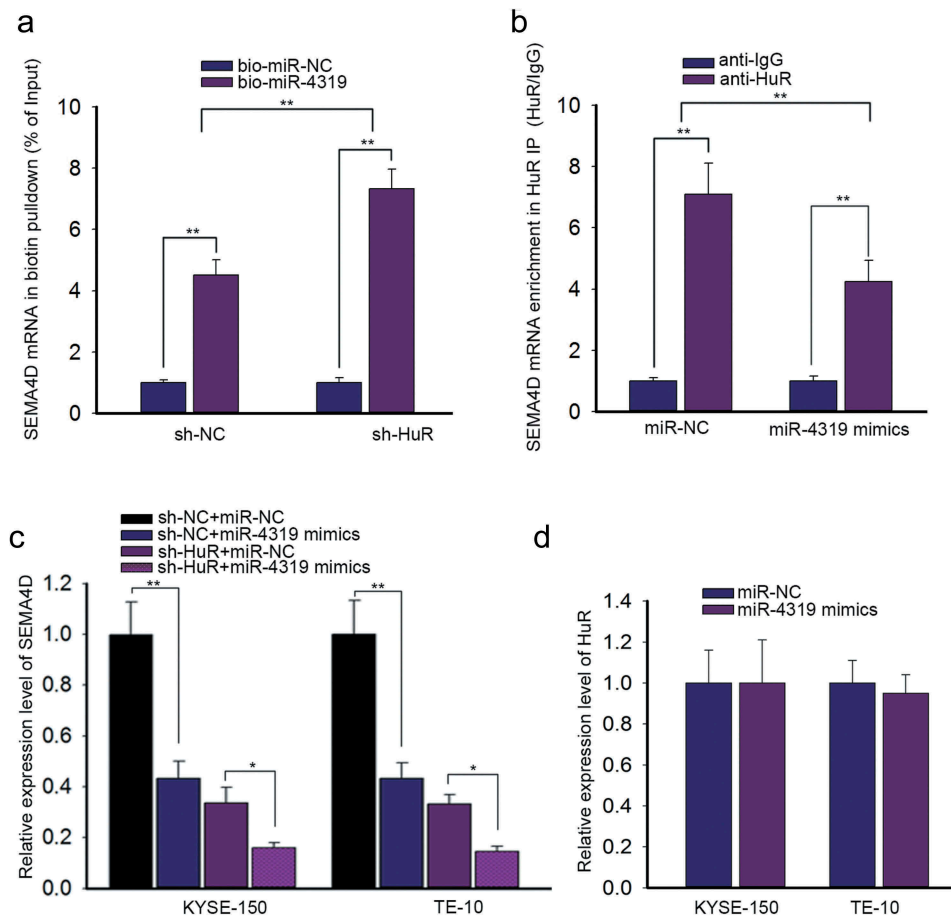 a
bio-miR-NC
bio-miR-4319
SEMA4D mRNA in biotin pulldown (% of Input)
10
8
6
4
2
0
**
**
**
sh-NC
sh-HuR
b
anti-IgG
anti-HuR
SEMA4D mRNA enrichment in HuR IP (HuR/IgG)
10
8
6
4
2
0
**
**
**
miR-NC
miR-4319 mimics
c
sh-NC+miR-NC
sh-NC+miR-4319 mimics
sh-HuR+miR-NC
sh-HuR+miR-4319 mimics
Relative expression level of SEMA4D
1.2
1.0
0.8
0.6
0.4
0.2
0.0
**
*
**
*
KYSE-150
TE-10
d
miR-NC
miR-4319 mimics
Relative expression level of HuR
1.4
1.2
1.0
0.8
0.6
0.4
0.2
0.0
KYSE-150
TE-10